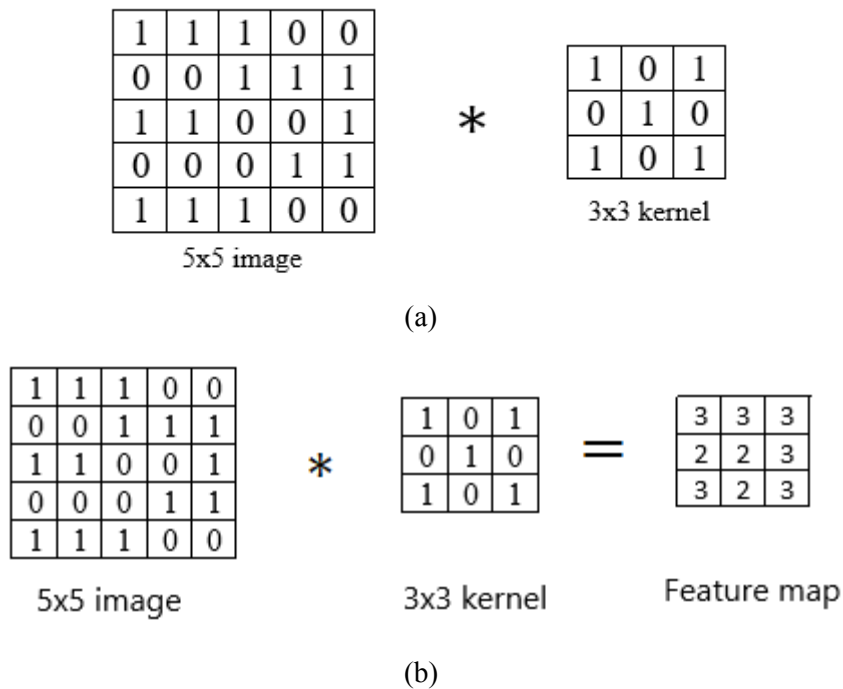 1 1 1 0 0
0 0 1 1 1
1 1 0 0 1
0 0 0 1 1
1 1 1 0 0
5x5 image
*
1 0 1
0 1 0
1 0 1
3x3 kernel
(a)
1 1 1 0 0
0 0 1 1 1
1 1 0 0 1
0 0 0 1 1
1 1 1 0 0
5x5 image
*
1 0 1
0 1 0
1 0 1
3x3 kernel
=
3 3 3
2 2 3
3 2 3
Feature map
(b)